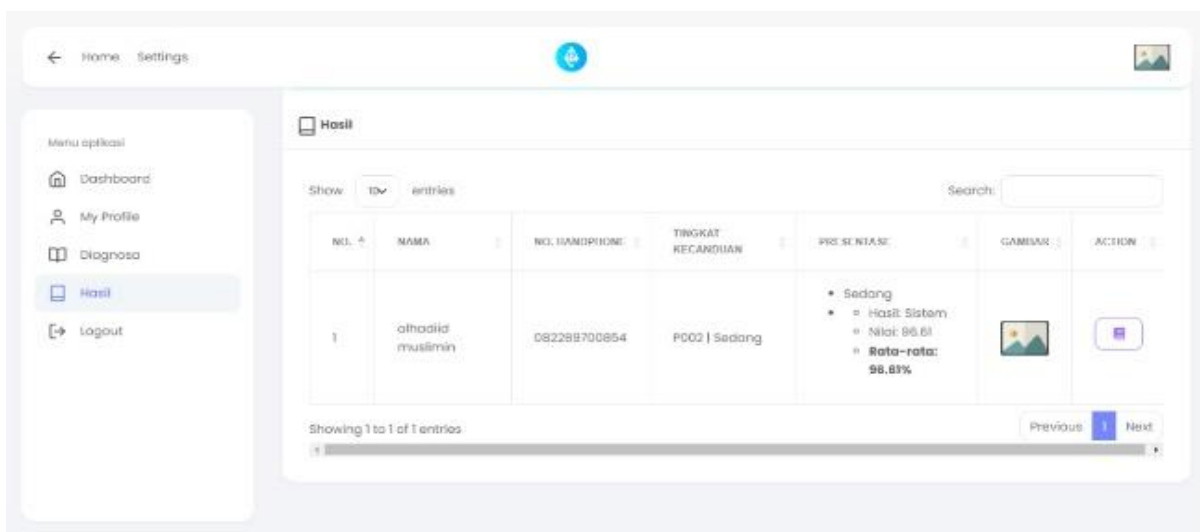 Home Settings
Menu aplikasi
Dashboard
My Profile
Diagnosa
Hasil
Logout
Hasil
Show 10 entries
Search:
NO. NAMA NO. HANDPHONE TINGKAT KECANDUAN PRESENTASE GAMBAR ACTION
1 alhadiid muslimin 082289700854 P002 | Sedang
Sedang
Hasil: Sistem
Nilai: 96.61
Rata-rata:
96.61%
Showing 1 to 1 of 1 entries
Previous 1 Next